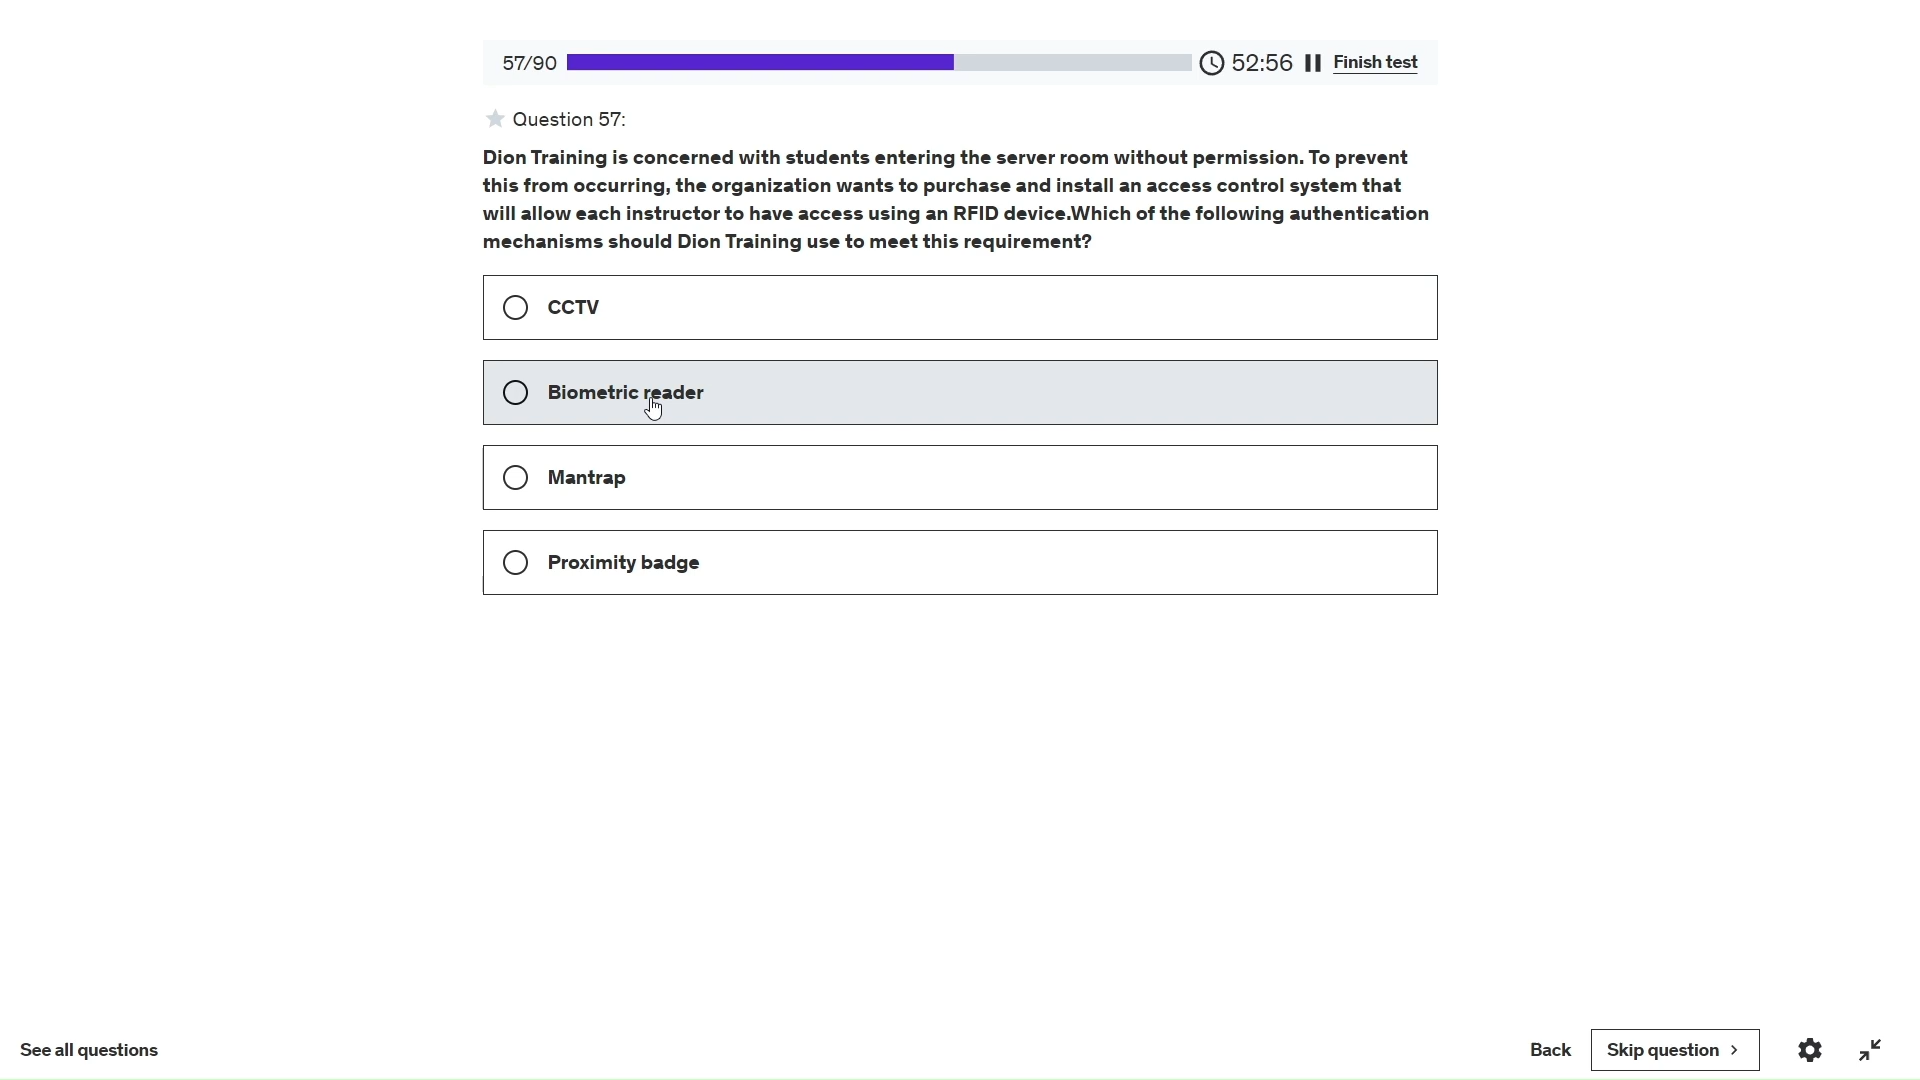 57/90
52:56
Finish test
Question 57:
Dion Training is concerned with students entering the server room without permission. To prevent
this from occurring, the organization wants to purchase and install an access control system that
will allow each instructor to have access using an RFID device.Which of the following authentication
mechanisms should Dion Training use to meet this requirement?
CCTV
Biometric reader
Mantrap
Proximity badge
See all questions
Back
Skip question